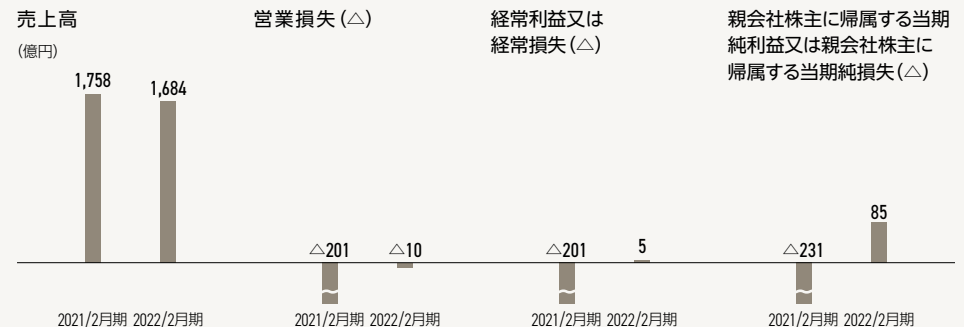 売上高
(億円)
1,758
1,684
2021/2月期 2022/2月期
営業損失(△)
△201
△10
2021/2月期 2022/2月期
経常利益又は
経常損失(△)
△201
5
2021/2月期 2022/2月期
親会社株主に帰属する当期
純利益又は親会社株主に
帰属する当期純損失(△)
△231
85
2021/2月期 2022/2月期